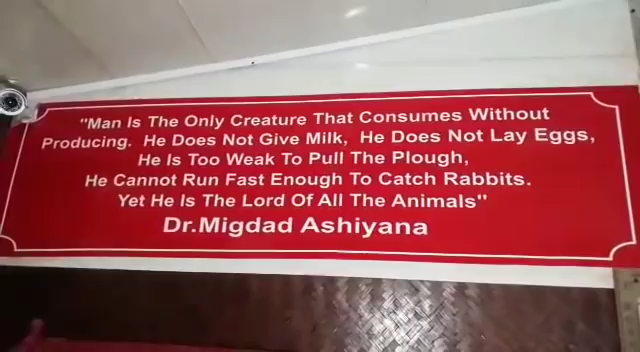 "Man Is The Only Creature That Consumes Without
Producing. He Does Not Give Milk, He Does Not Lay Eggs,
He Is Too Weak To Pull The Plough,
He Cannot Run Fast Enough To Catch Rabbits.
Yet He Is The Lord Of All The Animals"
Dr.Migdad Ashiyana